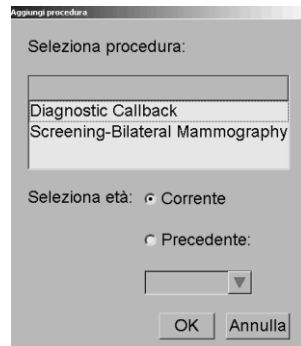 Aggiungi procedura
Seleziona procedura:
Diagnostic Callback
Screening-Bilateral Mammography
Seleziona età: Corrente
Precedente:
OK Annulla